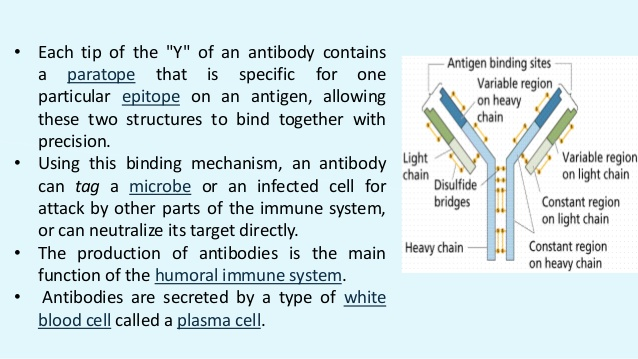 • Each tip of the "Y" of an antibody contains
a paratope that is specific for one
particular epitope on an antigen, allowing
these two structures to bind together with
precision.
• Using this binding mechanism, an antibody
can tag a microbe or an infected cell for
attack by other parts of the immune system,
or can neutralize its target directly.
• The production of antibodies is the main
function of the humoral immune system.
• Antibodies are secreted by a type of white
blood cell called a plasma cell.
Antigen binding sites
Variable region
on heavy
chain
Light
chain
Disulfide
bridges
Variable region
on light chain
Constant region
on light chain
Heavy chain
Constant region
on heavy chain